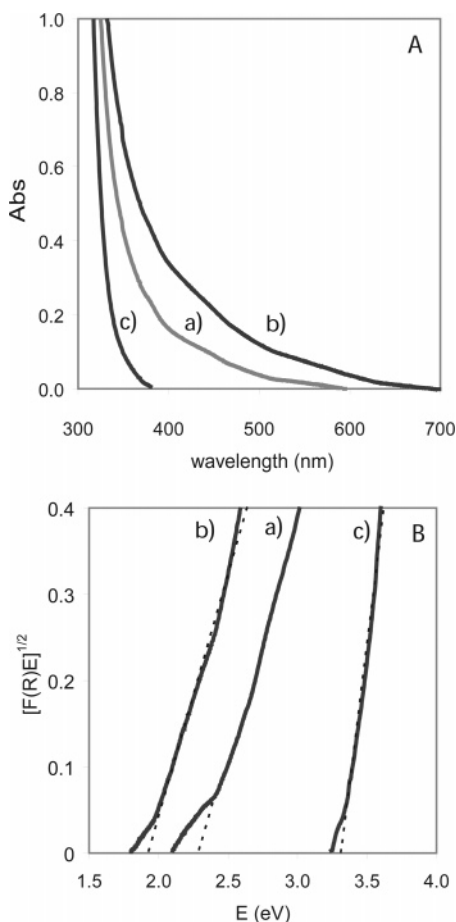 A
1.0
0.8
0.6
0.4
0.2
0.0
Abs
c)
a)
b)
300 400 500 600 700
wavelength (nm)
0.4
0.3
0.2
0.1
0
[F(R)E]1/2
b) a) c) B
1.5 2.0 2.5 3.0 3.5 4.0
E (eV)